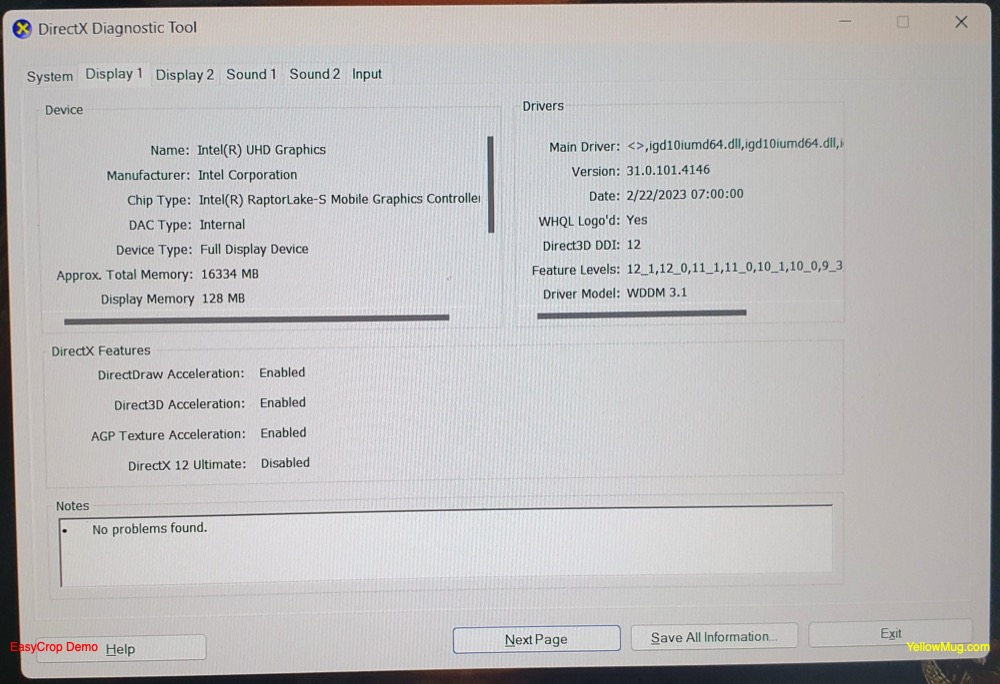 DirectX Diagnostic Tool
System Display 1 Display 2 Sound 1 Sound 2 Input
Device
Name: Intel(R) UHD Graphics
Manufacturer: Intel Corporation
Chip Type: Intel(R) RaptorLake-S Mobile Graphics Controller
DAC Type: Internal
Device Type: Full Display Device
Approx. Total Memory: 16334 MB
Display Memory 128 MB
Drivers
Main Driver: <>,igd10iumd64.dll,igd10iumd64.dll,i
Version: 31.0.101.4146
Date: 2/22/2023 07:00:00
WHQL Logo'd: Yes
Direct3D DDI: 12
Feature Levels: 12_1,12_0,11_1,11_0,10_1,10_0,9_3
Driver Model: WDDM 3.1
DirectX Features
DirectDraw Acceleration: Enabled
Direct3D Acceleration: Enabled
AGP Texture Acceleration: Enabled
DirectX 12 Ultimate: Disabled
Notes
• No problems found.
Help
Next Page
Save All Information...
Exit
EasyCrop Demo
YellowMug.com